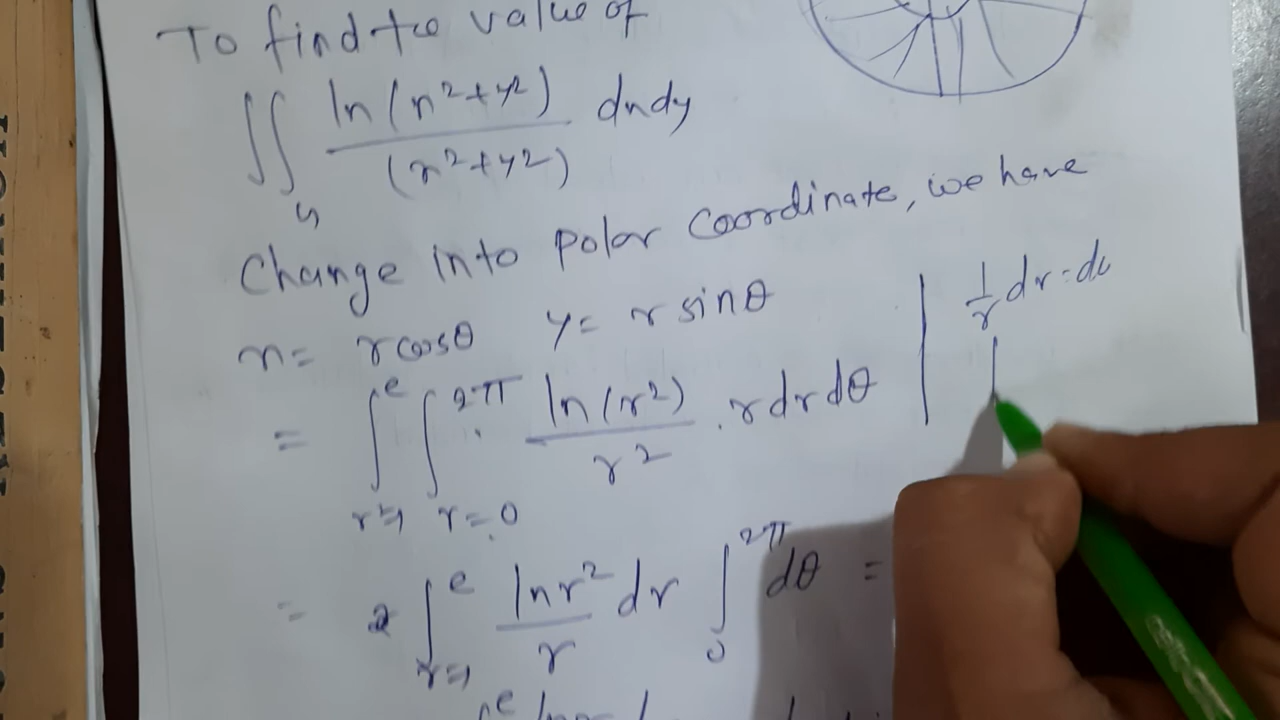 To find the value of
∬ ln(x²+y²)/(x²+y²) dxdy
G
Change into polar Coordinate, we have
x = r cosθ y = r sinθ
= ∫_{r=1}^{e} ∫_{r=0}^{2π} ln(r²)/r² . r dr dθ
1/r dr = du
= 2 ∫_{r=1}^{e} ln r²/r dr ∫_0^{2π} dθ =